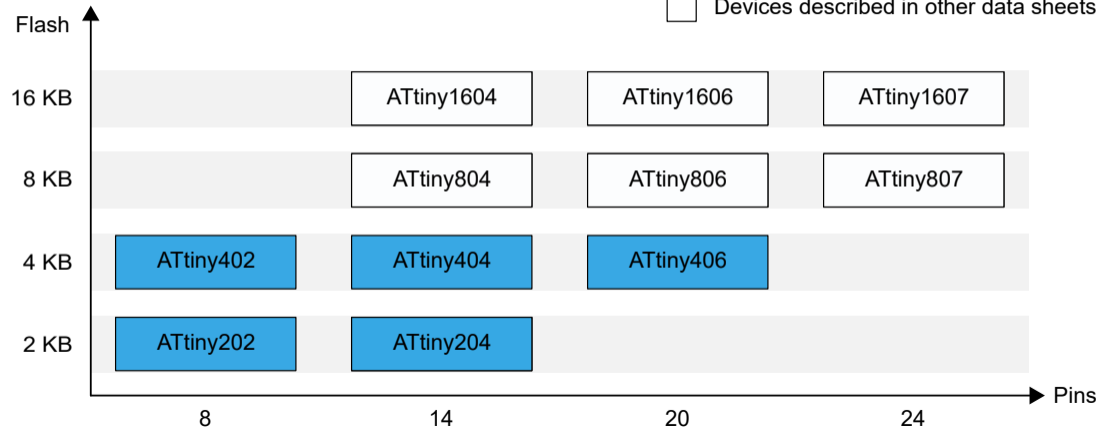 Devices described in other data sheets
Flash
16 KB ATtiny1604 ATtiny1606 ATtiny1607
8 KB ATtiny804 ATtiny806 ATtiny807
4 KB ATtiny402 ATtiny404 ATtiny406
2 KB ATtiny202 ATtiny204
Pins
8 14 20 24